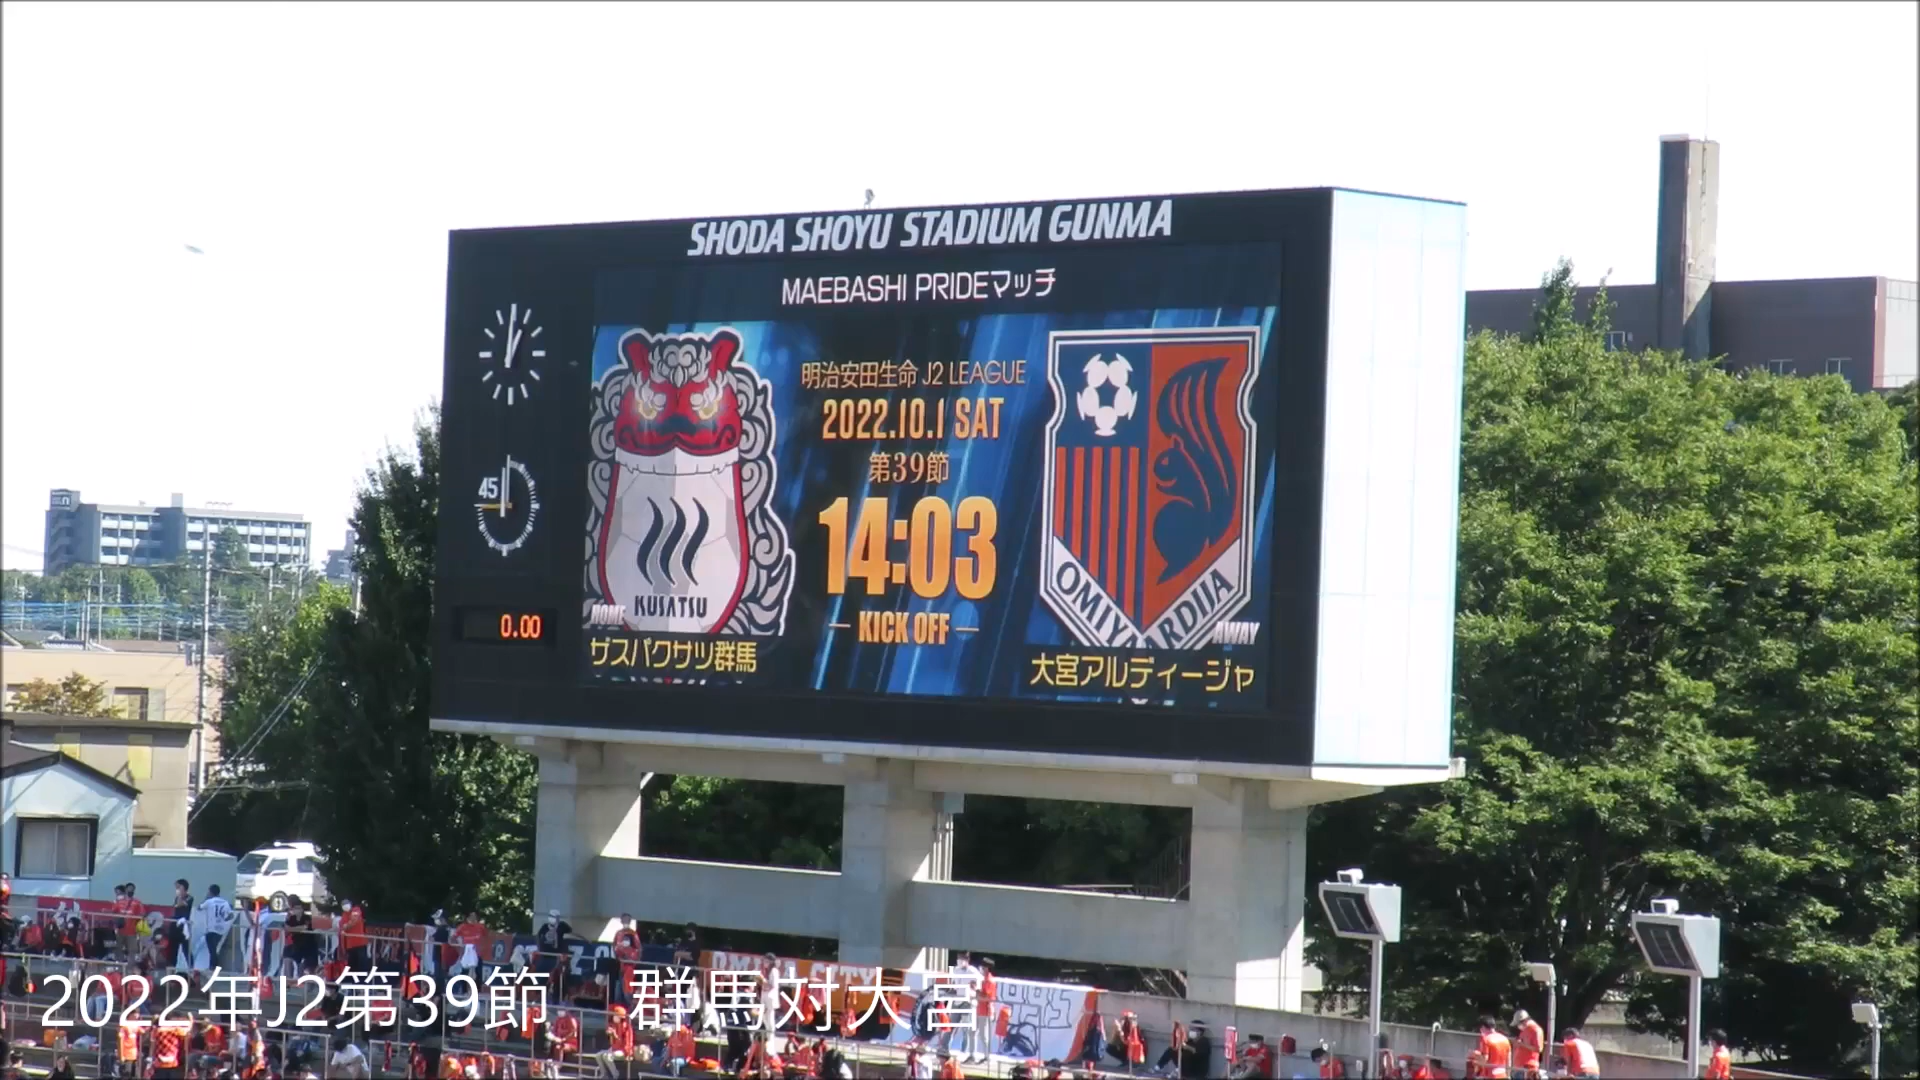 SHODA SHOYU STADIUM GUNMA
MAEBASHI PRIDEマッチ
明治安田生命 J2 LEAGUE
2022.10.1 SAT
第39節
14:03
KICK OFF
KUSATSU
HOME
ザスパクサツ群馬
AWAY
大宮アルディージャ
45
0.00
2022年J2第39節　群馬対大宮